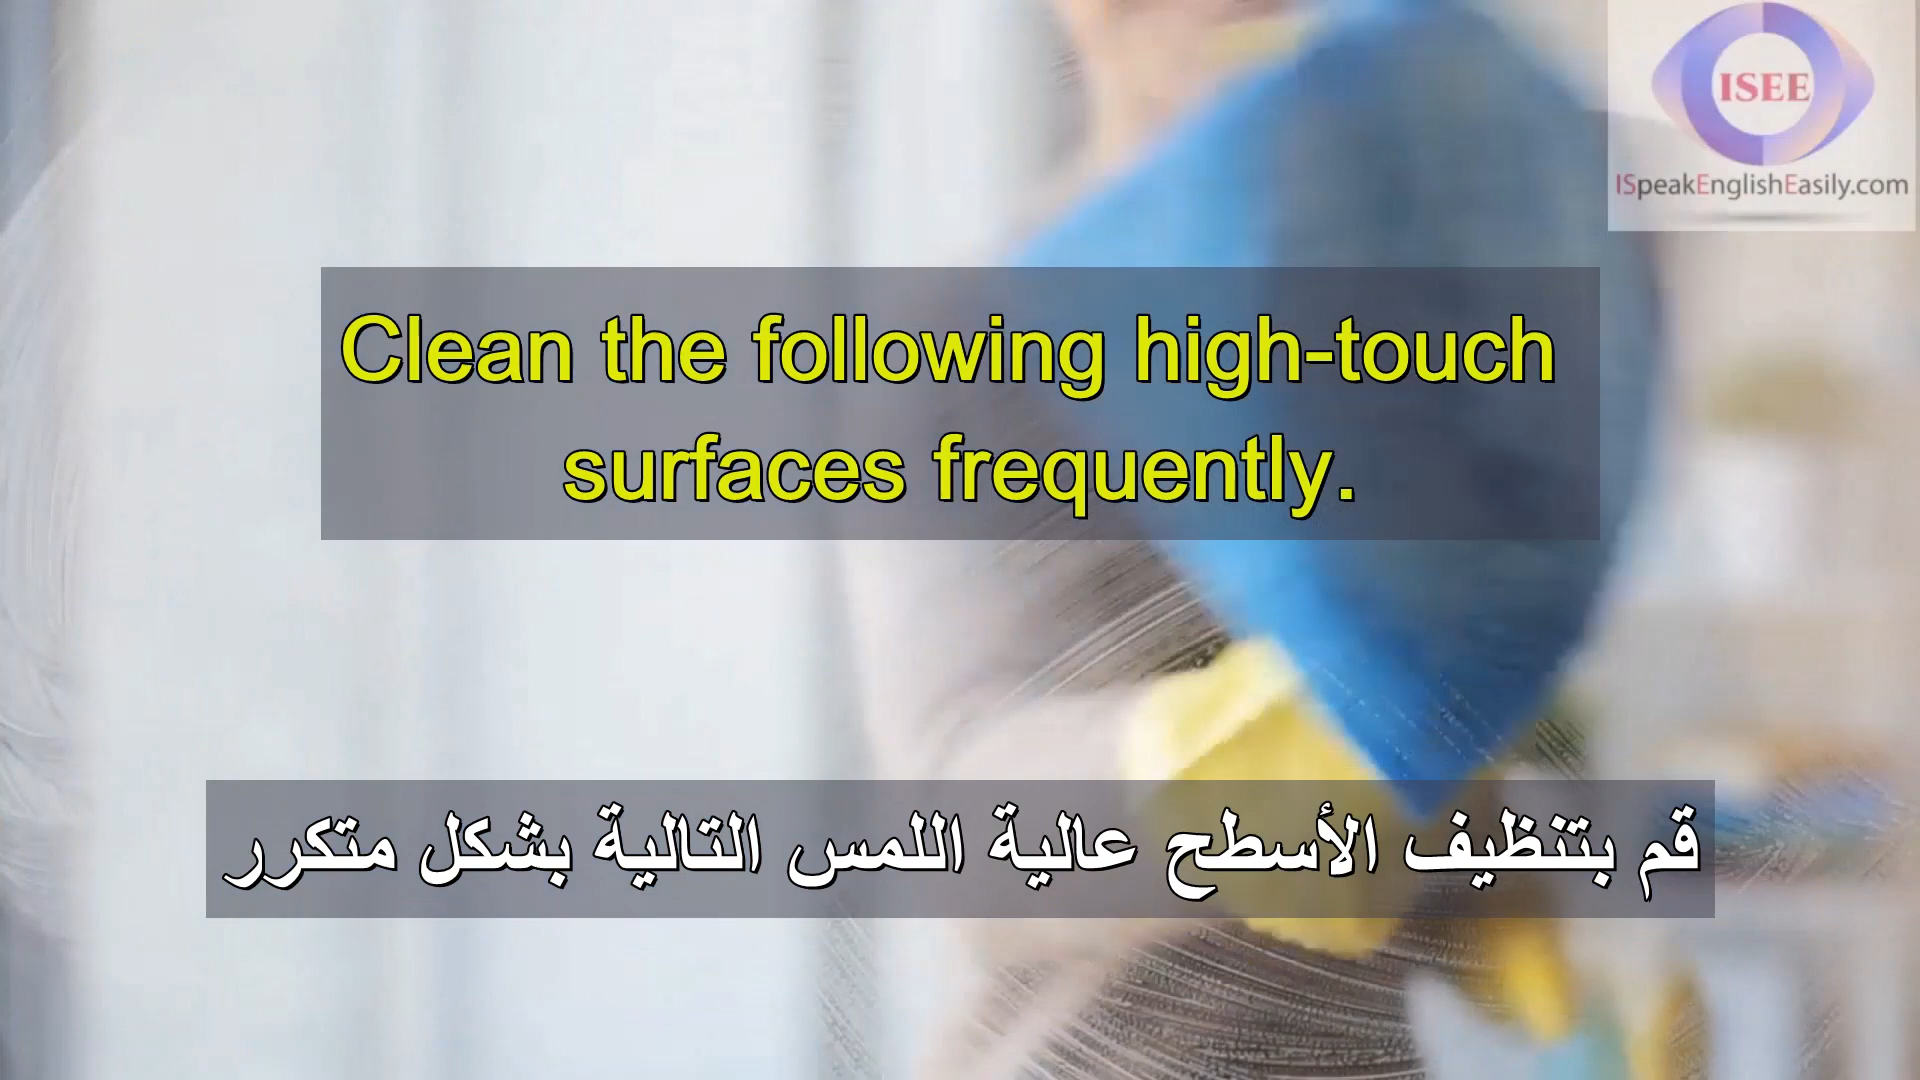 ISEE
ISpeakEnglishEasily.com
Clean the following high-touch
surfaces frequently.
قم بتنظيف الأسطح عالية اللمس التالية بشكل متكرر